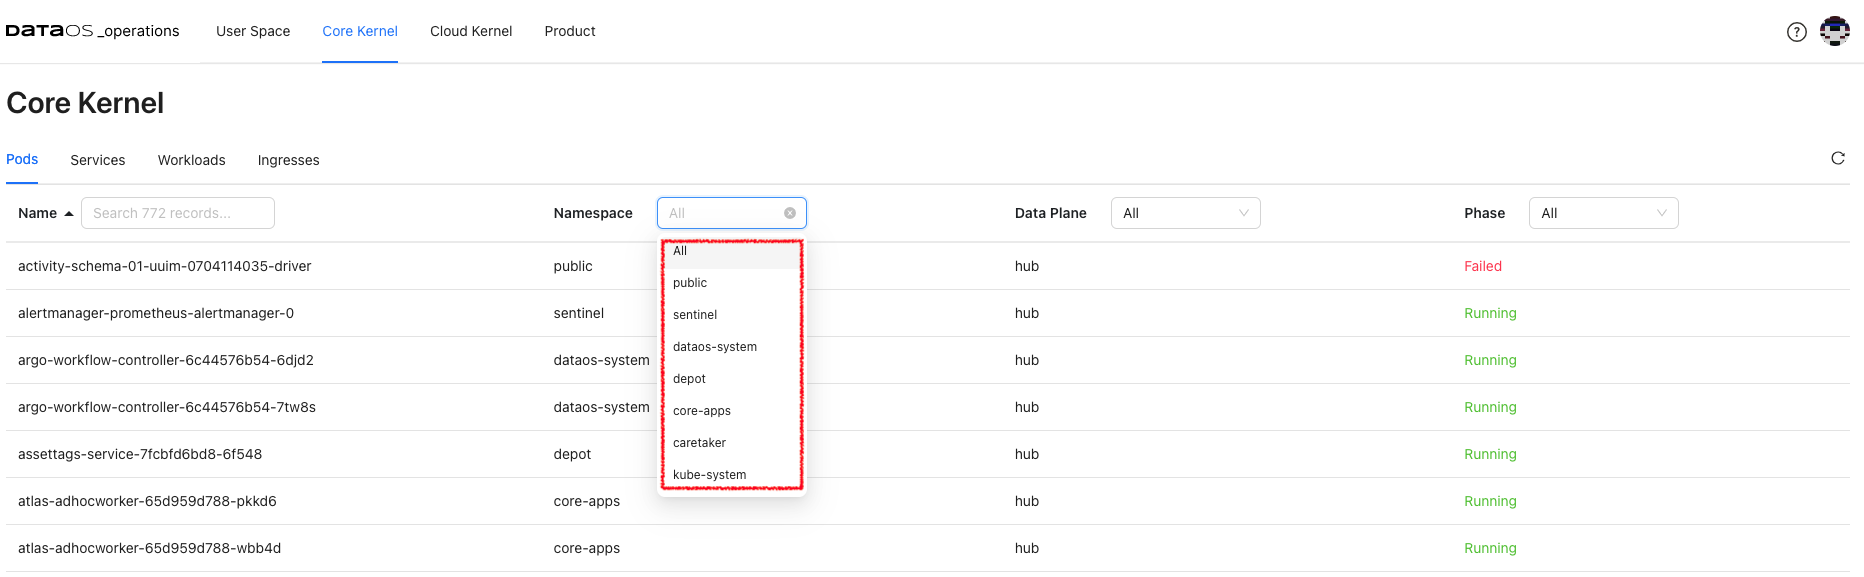 DATAOS _operations User Space Core Kernel Cloud Kernel Product ?
Core Kernel
Pods Services Workloads Ingresses
Name Search 772 records... Namespace All Data Plane All Phase All
activity-schema-01-uuim-0704114035-driver public hub Failed
alertmanager-prometheus-alertmanager-0 sentinel hub Running
argo-workflow-controller-6c44576b54-6djd2 dataos-system hub Running
argo-workflow-controller-6c44576b54-7tw8s dataos-system hub Running
assettags-service-7fcbfd6bd8-6f548 depot hub Running
atlas-adhocworker-65d959d788-pkkd6 core-apps hub Running
atlas-adhocworker-65d959d788-wbb4d core-apps hub Running
All
public
sentinel
dataos-system
depot
core-apps
caretaker
kube-system